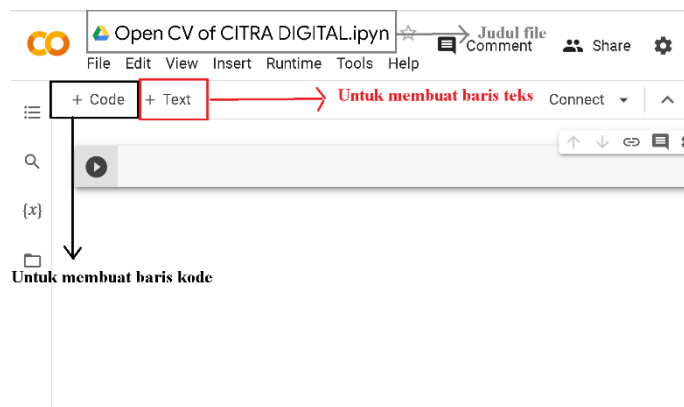 CO Open CV of CITRA DIGITAL.ipynb Judul file
Comment Share
File Edit View Insert Runtime Tools Help
+ Code + Text Untuk membuat baris teks Connect
{x}
Untuk membuat baris kode